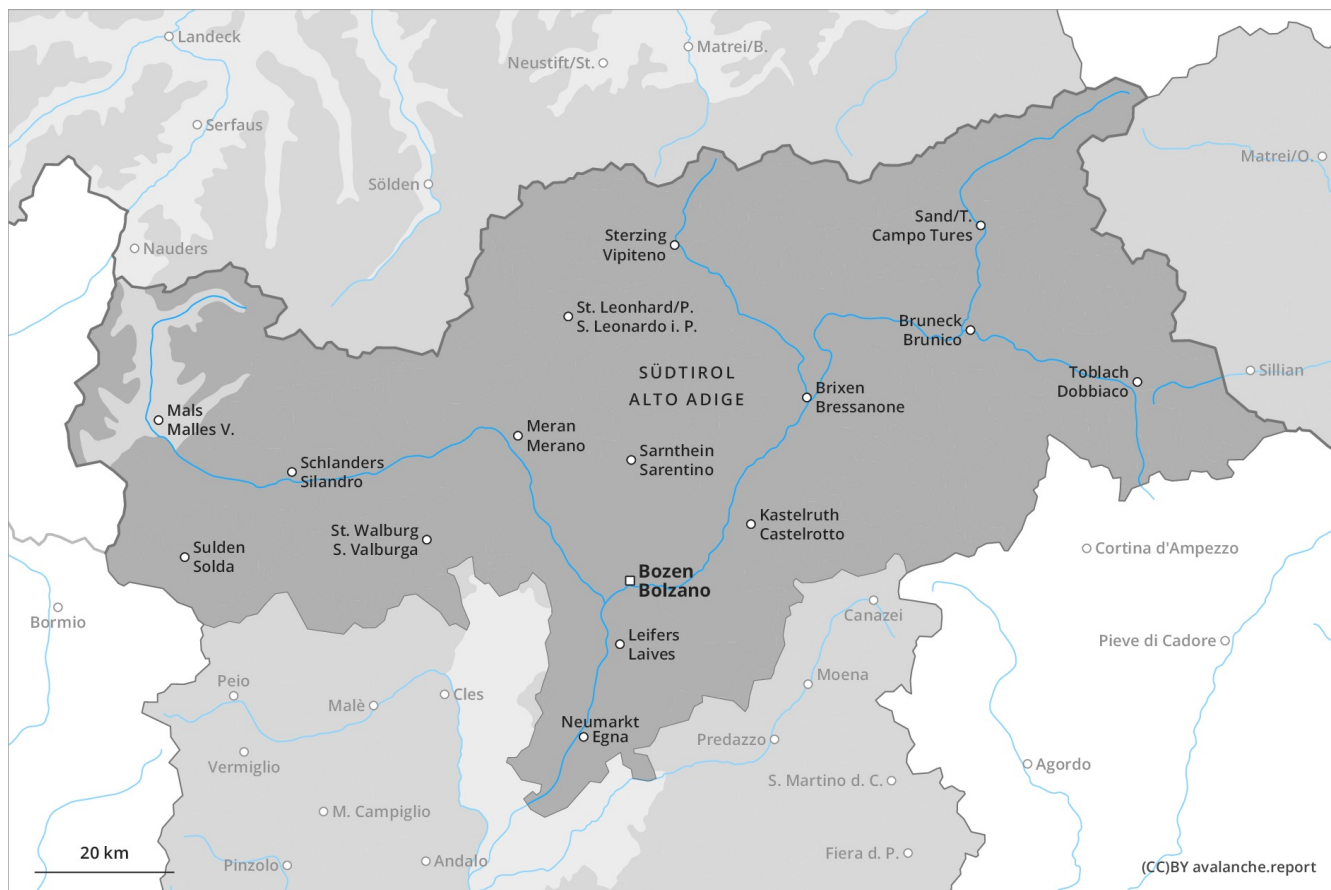 Landeck
Matrei/B.
Neustift/St.
Serfaus
Matrei/O.
Sölden
Sand/T.
Campo Tures
Nauders
Sterzing
Vipiteno
St. Leonhard/P.
S. Leonardo i. P.
Bruneck
Brunico
SÜDTIROL
ALTO ADIGE
Toblach
Dobbiaco
Sillian
Brixen
Bressanone
Mals
Malles V.
Meran
Merano
Sarnthein
Sarentino
Schlanders
Silandro
Kastelruth
Castelrotto
St. Walburg
S. Valburga
Sulden
Solda
Cortina d'Ampezzo
Bozen
Bolzano
Bormio
Canazei
Leifers
Laives
Pieve di Cadore
Peio
Moena
Malè
Cles
Neumarkt
Egna
Predazzo
Vermiglio
Agordo
S. Martino d. C.
M. Campiglio
20 km
Pinzolo
Andalo
Fiera d. P.
(CC)BY avalanche.report